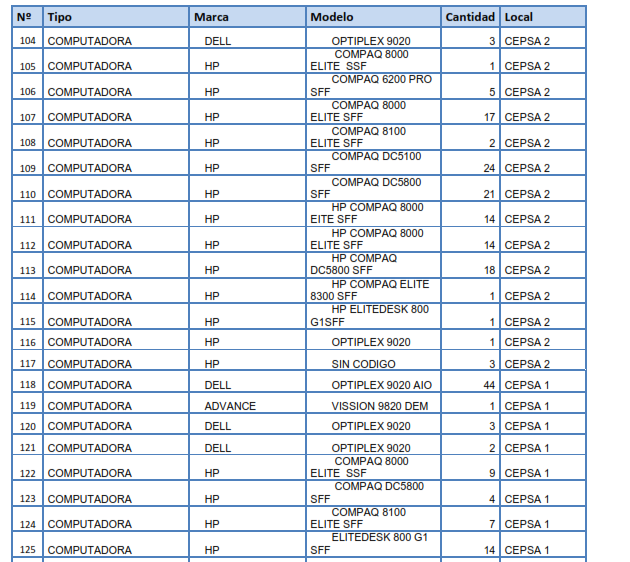 Nº Tipo Marca Modelo Cantidad Local
104 COMPUTADORA DELL OPTIPLEX 9020 3 CEPSA 2
COMPAQ 8000
105 COMPUTADORA HP ELITE SSF 1 CEPSA 2
COMPAQ 6200 PRO
106 COMPUTADORA HP SFF 5 CEPSA 2
COMPAQ 8000
107 COMPUTADORA HP ELITE SFF 17 CEPSA 2
COMPAQ 8100
108 COMPUTADORA HP ELITE SFF 2 CEPSA 2
COMPAQ DC5100
109 COMPUTADORA HP SFF 24 CEPSA 2
COMPAQ DC5800
110 COMPUTADORA HP SFF 21 CEPSA 2
HP COMPAQ 8000
111 COMPUTADORA HP EITE SFF 14 CEPSA 2
HP COMPAQ 8000
112 COMPUTADORA HP ELITE SFF 14 CEPSA 2
HP COMPAQ
113 COMPUTADORA HP DC5800 SFF 18 CEPSA 2
HP COMPAQ ELITE
114 COMPUTADORA HP 8300 SFF 1 CEPSA 2
HP ELITEDESK 800
115 COMPUTADORA HP G1SFF 1 CEPSA 2
116 COMPUTADORA HP OPTIPLEX 9020 1 CEPSA 2
117 COMPUTADORA HP SIN CODIGO 3 CEPSA 2
118 COMPUTADORA DELL OPTIPLEX 9020 AIO 44 CEPSA 1
119 COMPUTADORA ADVANCE VISSION 9820 DEM 1 CEPSA 1
120 COMPUTADORA DELL OPTIPLEX 9020 3 CEPSA 1
121 COMPUTADORA DELL OPTIPLEX 9020 2 CEPSA 1
COMPAQ 8000
122 COMPUTADORA HP ELITE SSF 9 CEPSA 1
COMPAQ DC5800
123 COMPUTADORA HP SFF 4 CEPSA 1
COMPAQ 8100
124 COMPUTADORA HP ELITE SFF 7 CEPSA 1
ELITEDESK 800 G1
125 COMPUTADORA HP SFF 14 CEPSA 1